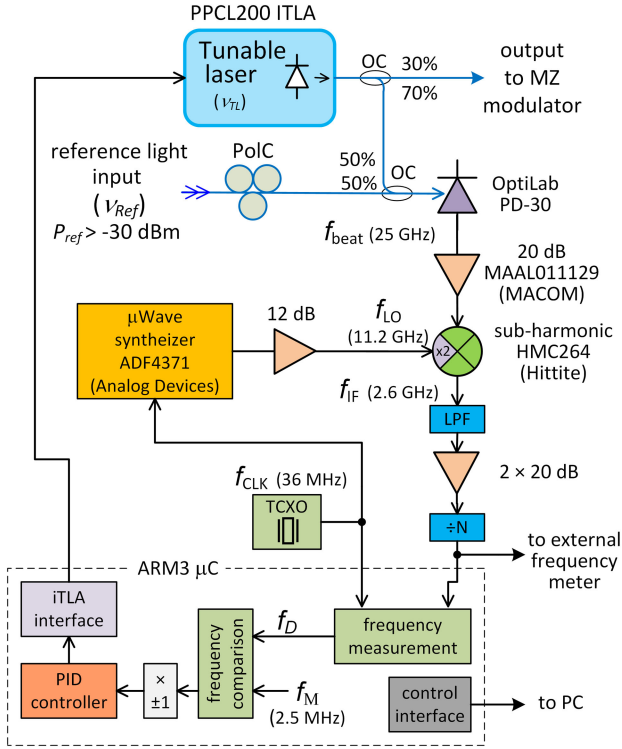 PPCL200 ITLA
Tunable
laser
(νTL)
OC
30%
70%
output
to MZ
modulator
reference light
input
(νRef)
Pref > -30 dBm
PolC
50%
50%
OC
OptiLab
PD-30
fbeat (25 GHz)
20 dB
MAAL011129
(MACOM)
μWave
syntheizer
ADF4371
(Analog Devices)
12 dB
fLO
(11.2 GHz)
x2
sub-harmonic
HMC264
(Hittite)
fIF (2.6 GHz)
LPF
2 × 20 dB
fCLK (36 MHz)
TCXO
÷N
to external
frequency
meter
ARM3 μC
iTLA
interface
PID
controller
×
±1
frequency
comparison
fD
frequency
measurement
fM
(2.5 MHz)
control
interface
to PC